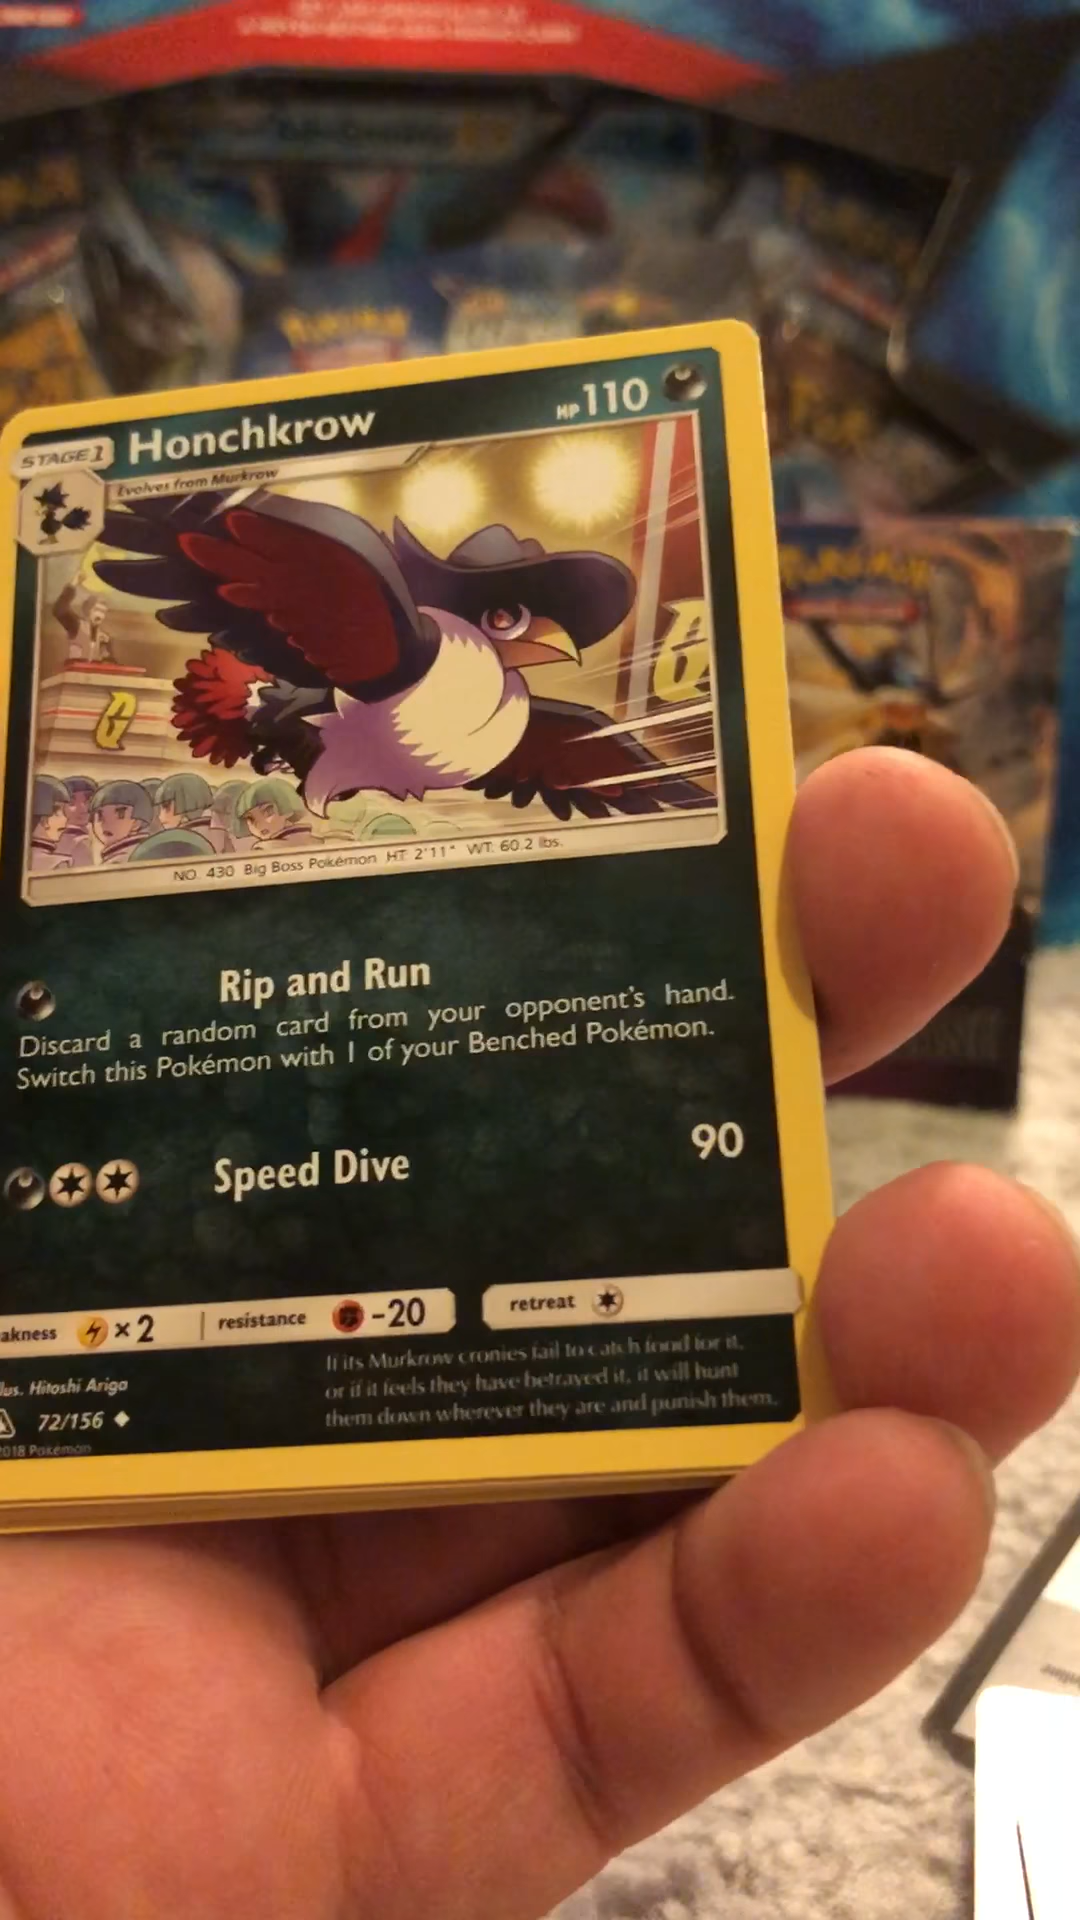 STAGE1 Honchkrow HP110
Evolves from Murkrow
G
G
NO. 430 Big Boss Pokémon HT: 2'11" WT: 60.2 lbs.
Rip and Run
Discard a random card from your opponent's hand.
Switch this Pokémon with 1 of your Benched Pokémon.
Speed Dive 90
akness ×2 resistance -20 retreat
lus. Hitoshi Ariga
If its Murkrow cronies fail to catch food for it,
or if it feels they have betrayed it, it will hunt
them down wherever they are and punish them.
72/156
2018 Pokémon
POKÉMON
POKÉMON